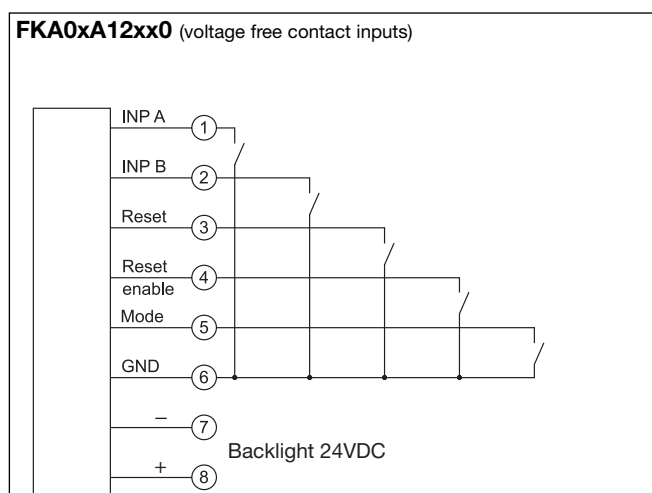 FKA0xA12xx0 (voltage free contact inputs)
INP A 1
INP B 2
Reset 3
Reset
enable 4
Mode 5
GND 6
– 7
Backlight 24VDC
+ 8